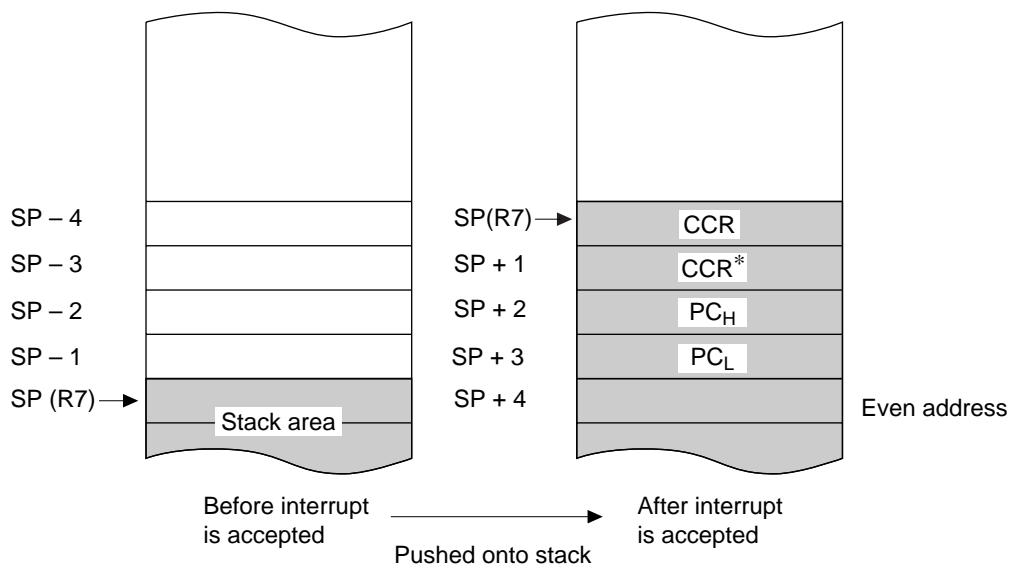 SP – 4
SP – 3
SP – 2
SP – 1
SP (R7)
Stack area
SP(R7)
SP + 1
SP + 2
SP + 3
SP + 4
CCR
CCR*
PCH
PCL
Even address
Before interrupt
is accepted
Pushed onto stack
After interrupt
is accepted